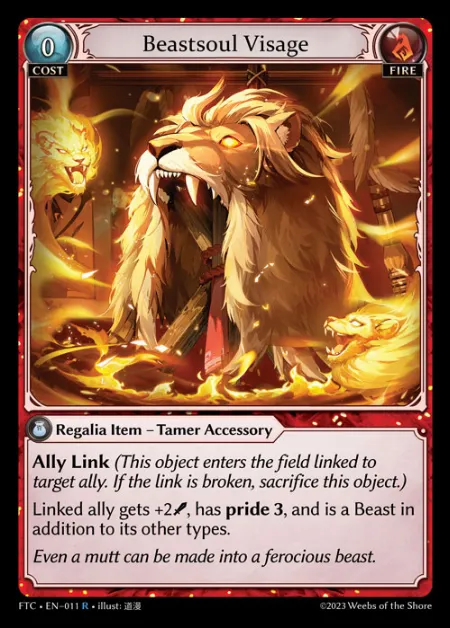 0
Beastsoul Visage
COST
FIRE
Regalia Item – Tamer Accessory
Ally Link (This object enters the field linked to
target ally. If the link is broken, sacrifice this object.)
Linked ally gets +2, has pride 3, and is a Beast in
addition to its other types.
Even a mutt can be made into a ferocious beast.
FTC • EN-011 R • illust: 道漫
©2023 Weebs of the Shore